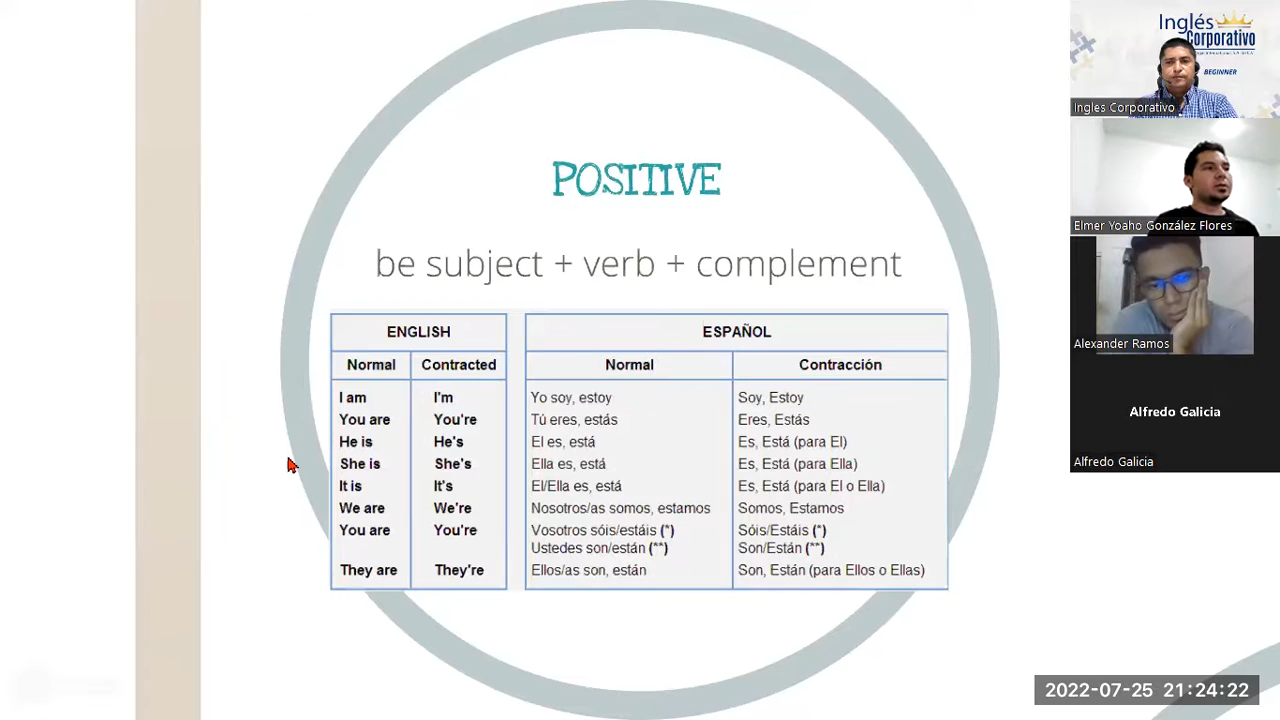 POSITIVE
be subject + verb + complement
ENGLISH
Normal Contracted
I am I'm
You are You're
He is He's
She is She's
It is It's
We are We're
You are You're
They are They're
ESPAÑOL
Normal Contracción
Yo soy, estoy Soy, Estoy
Tú eres, estás Eres, Estás
El es, está Es, Está (para El)
Ella es, está Es, Está (para Ella)
El/Ella es, está Es, Está (para El o Ella)
Nosotros/as somos, estamos Somos, Estamos
Vosotros sóis/estáis (*) Sóis/Estáis (*)
Ustedes son/están (**) Son/Están (**)
Ellos/as son, están Son, Están (para Ellos o Ellas)
Inglés
Corporativo
BEGINNER
Ingles Corporativo
Elmer Yoaho González Flores
Alexander Ramos
Alfredo Galicia
Alfredo Galicia
2022-07-25 21:24:22